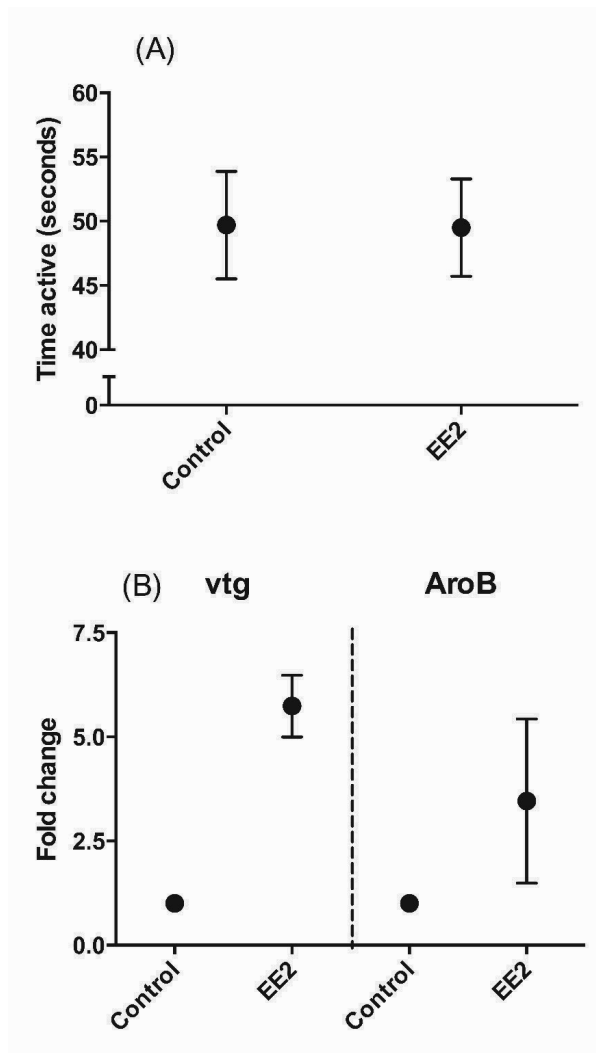 (A)
Time active (seconds)
60
55
50
45
40
0
Control
EE2
(B) vtg AroB
Fold change
7.5
5.0
2.5
0.0
Control
EE2
Control
EE2